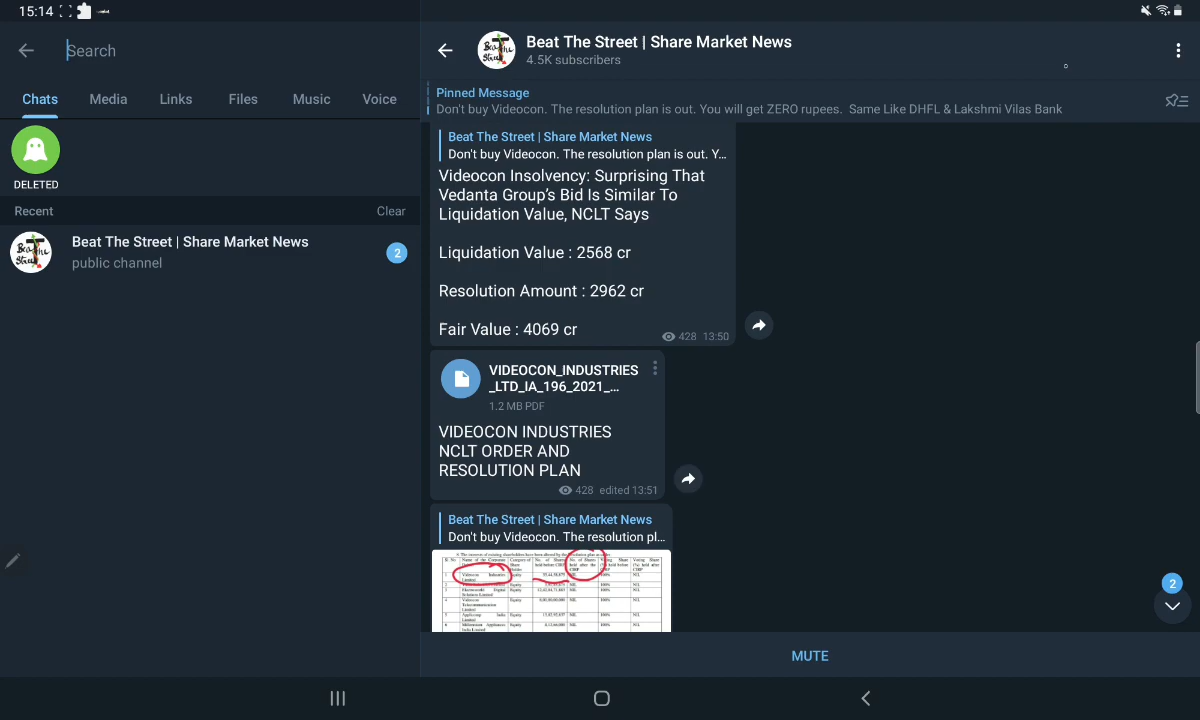 15:14
Search
Chats
Media
Links
Files
Music
Voice
DELETED
Recent
Clear
Beat The Street | Share Market News
public channel
2
Beat The Street | Share Market News
4.5K subscribers
Pinned Message
Don't buy Videocon. The resolution plan is out. You will get ZERO rupees. Same Like DHFL & Lakshmi Vilas Bank
Beat The Street | Share Market News
Don't buy Videocon. The resolution plan is out. Y...
Videocon Insolvency: Surprising That
Vedanta Group's Bid Is Similar To
Liquidation Value, NCLT Says
Liquidation Value : 2568 cr
Resolution Amount : 2962 cr
Fair Value : 4069 cr
428 13:50
VIDEOCON_INDUSTRIES
_LTD_IA_196_2021_...
1.2 MB PDF
VIDEOCON INDUSTRIES
NCLT ORDER AND
RESOLUTION PLAN
428 edited 13:51
Beat The Street | Share Market News
Don't buy Videocon. The resolution pl...
2
MUTE